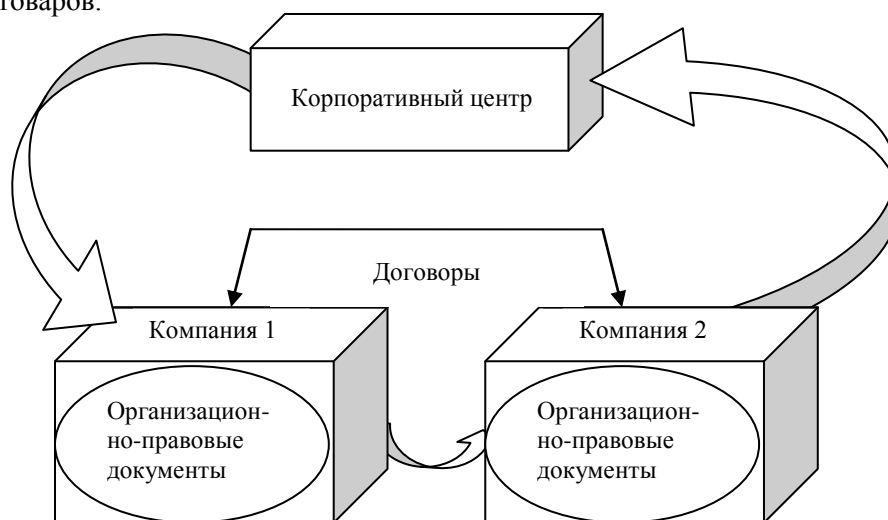 товаров.
Корпоративный центр
Договоры
Компания 1
Компания 2
Организацион-
но-правовые
документы
Организацион-
но-правовые
документы